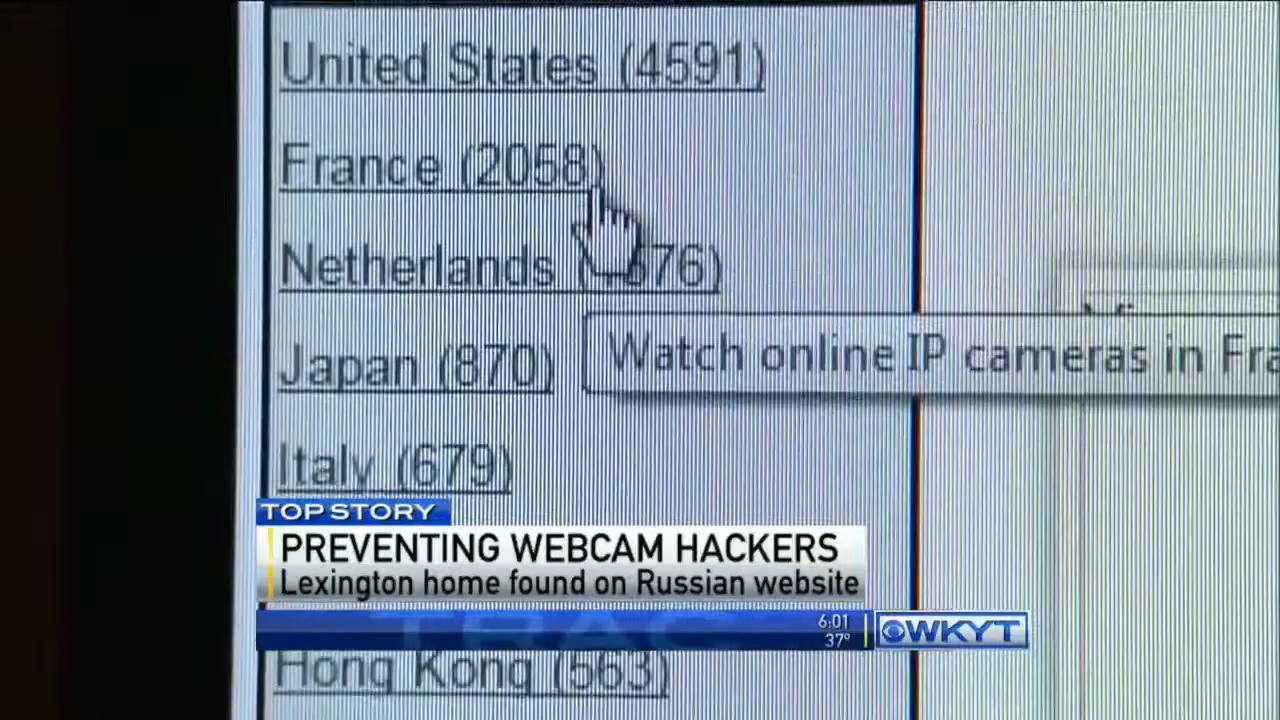 United States (4591)
France (2058)
Netherlands
Japan (870)
Watch online IP cameras in
Italy (679)
TOP STORY
PREVENTING WEBCAM HACKERS
Lexington home found on Russian website
6:01
37°
WKYT
TRAC
Hong Kong (563)